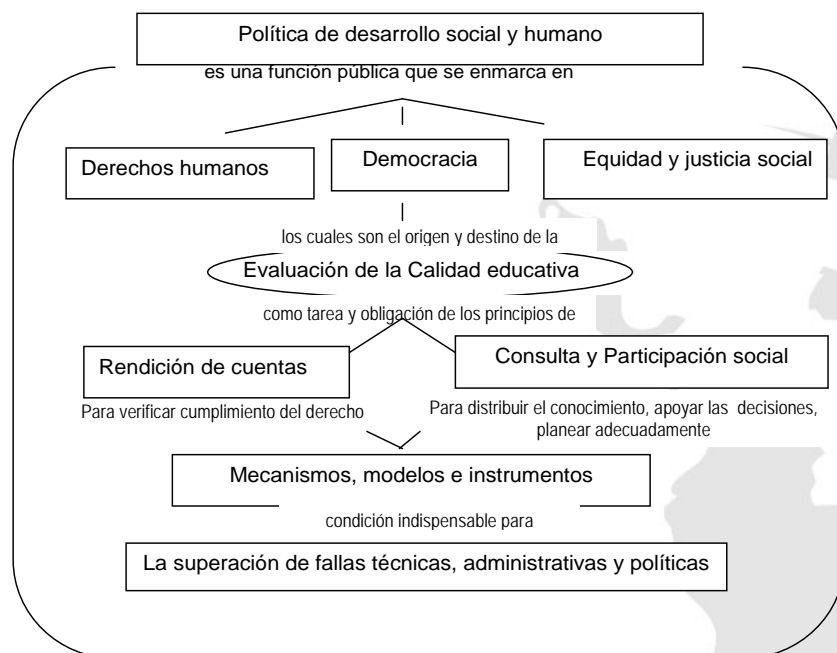 Política de desarrollo social y humano
es una función pública que se enmarca en
Derechos humanos
Democracia
Equidad y justicia social
los cuales son el origen y destino de la
Evaluación de la Calidad educativa
como tarea y obligación de los principios de
Rendición de cuentas
Consulta y Participación social
Para verificar cumplimiento del derecho
Para distribuir el conocimiento, apoyar las decisiones,
planear adecuadamente
Mecanismos, modelos e instrumentos
condición indispensable para
La superación de fallas técnicas, administrativas y políticas